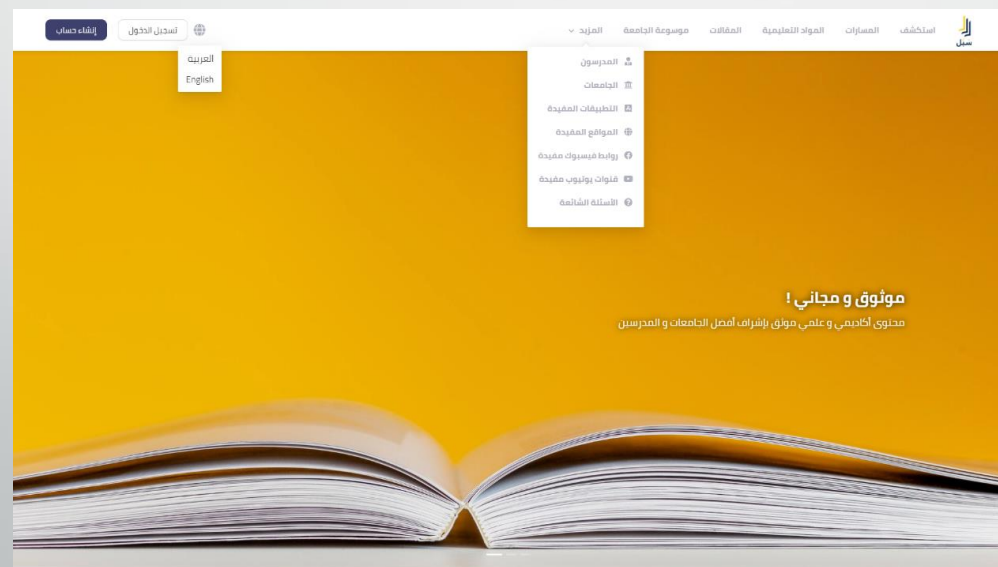 سبل
استكشف
المسارات
المواد التعليمية
المقالات
موسوعة الجامعة
المزيد
تسجيل الدخول
إنشاء حساب
المدرسون
الجامعات
التطبيقات المفيدة
المواقع المفيدة
روابط فيسبوك مفيدة
قنوات يوتيوب مفيدة
الأسئلة الشائعة
العربية
English
موثوق و مجاني !
محتوى أكاديمي و علمي موثق بإشراف أفضل الجامعات و المدرسين